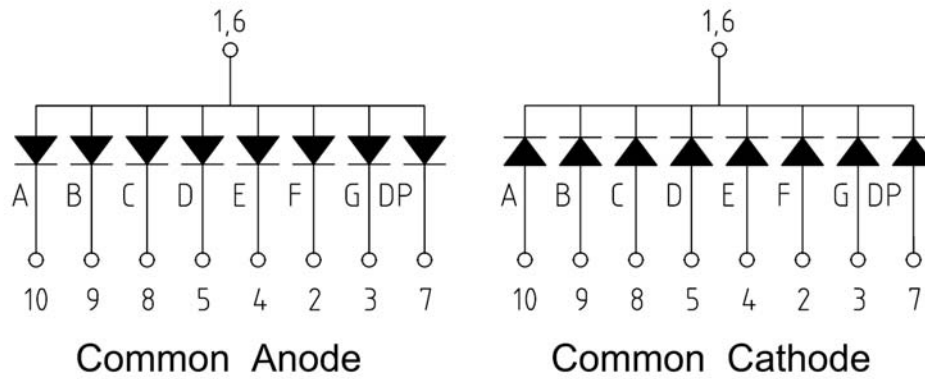 1,6 1,6
A B C D E F G DP A B C D E F G DP
10 9 8 5 4 2 3 7 10 9 8 5 4 2 3 7
Common Anode Common Cathode